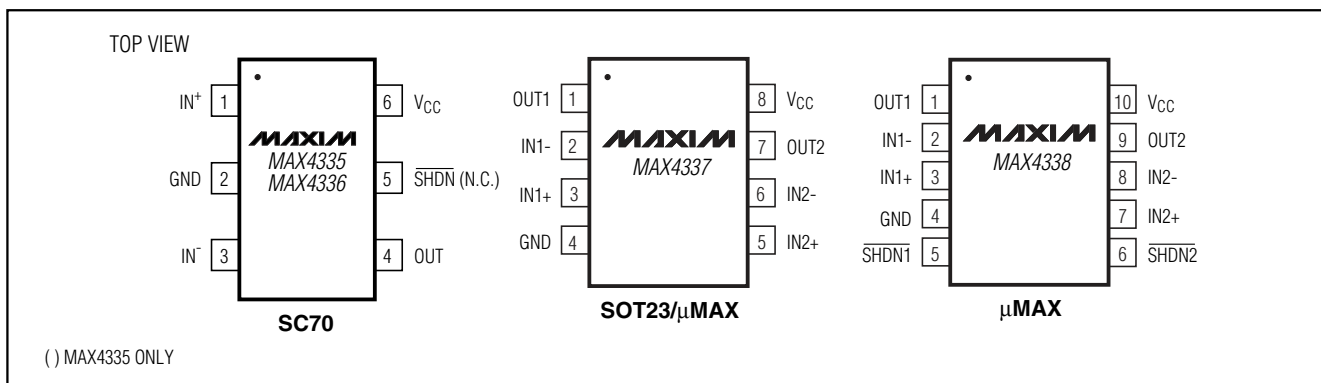 TOP VIEW
IN+ 1
6 VCC
MAXIM
MAX4335
MAX4336
GND 2
5 SHDN (N.C.)
IN- 3
4 OUT
SC70
OUT1 1
8 VCC
MAXIM
MAX4337
IN1- 2
7 OUT2
IN1+ 3
6 IN2-
GND 4
5 IN2+
SOT23/μMAX
OUT1 1
10 VCC
MAXIM
MAX4338
IN1- 2
9 OUT2
IN1+ 3
8 IN2-
GND 4
7 IN2+
SHDN1 5
6 SHDN2
μMAX
( ) MAX4335 ONLY